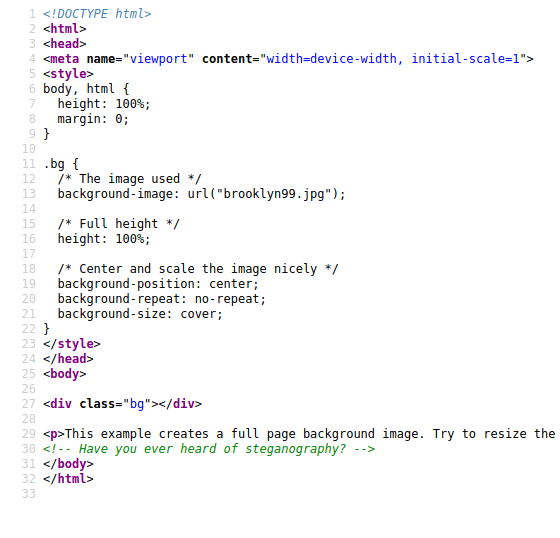 1 <!DOCTYPE html>
2 <html>
3 <head>
4 <meta name="viewport" content="width=device-width, initial-scale=1">
5 <style>
6 body, html {
7   height: 100%;
8   margin: 0;
9 }
10
11 .bg {
12   /* The image used */
13   background-image: url("brooklyn99.jpg");
14
15   /* Full height */
16   height: 100%;
17
18   /* Center and scale the image nicely */
19   background-position: center;
20   background-repeat: no-repeat;
21   background-size: cover;
22 }
23 </style>
24 </head>
25 <body>
26
27 <div class="bg"></div>
28
29 <p>This example creates a full page background image. Try to resize the
30 <!-- Have you ever heard of steganography? -->
31 </body>
32 </html>
33